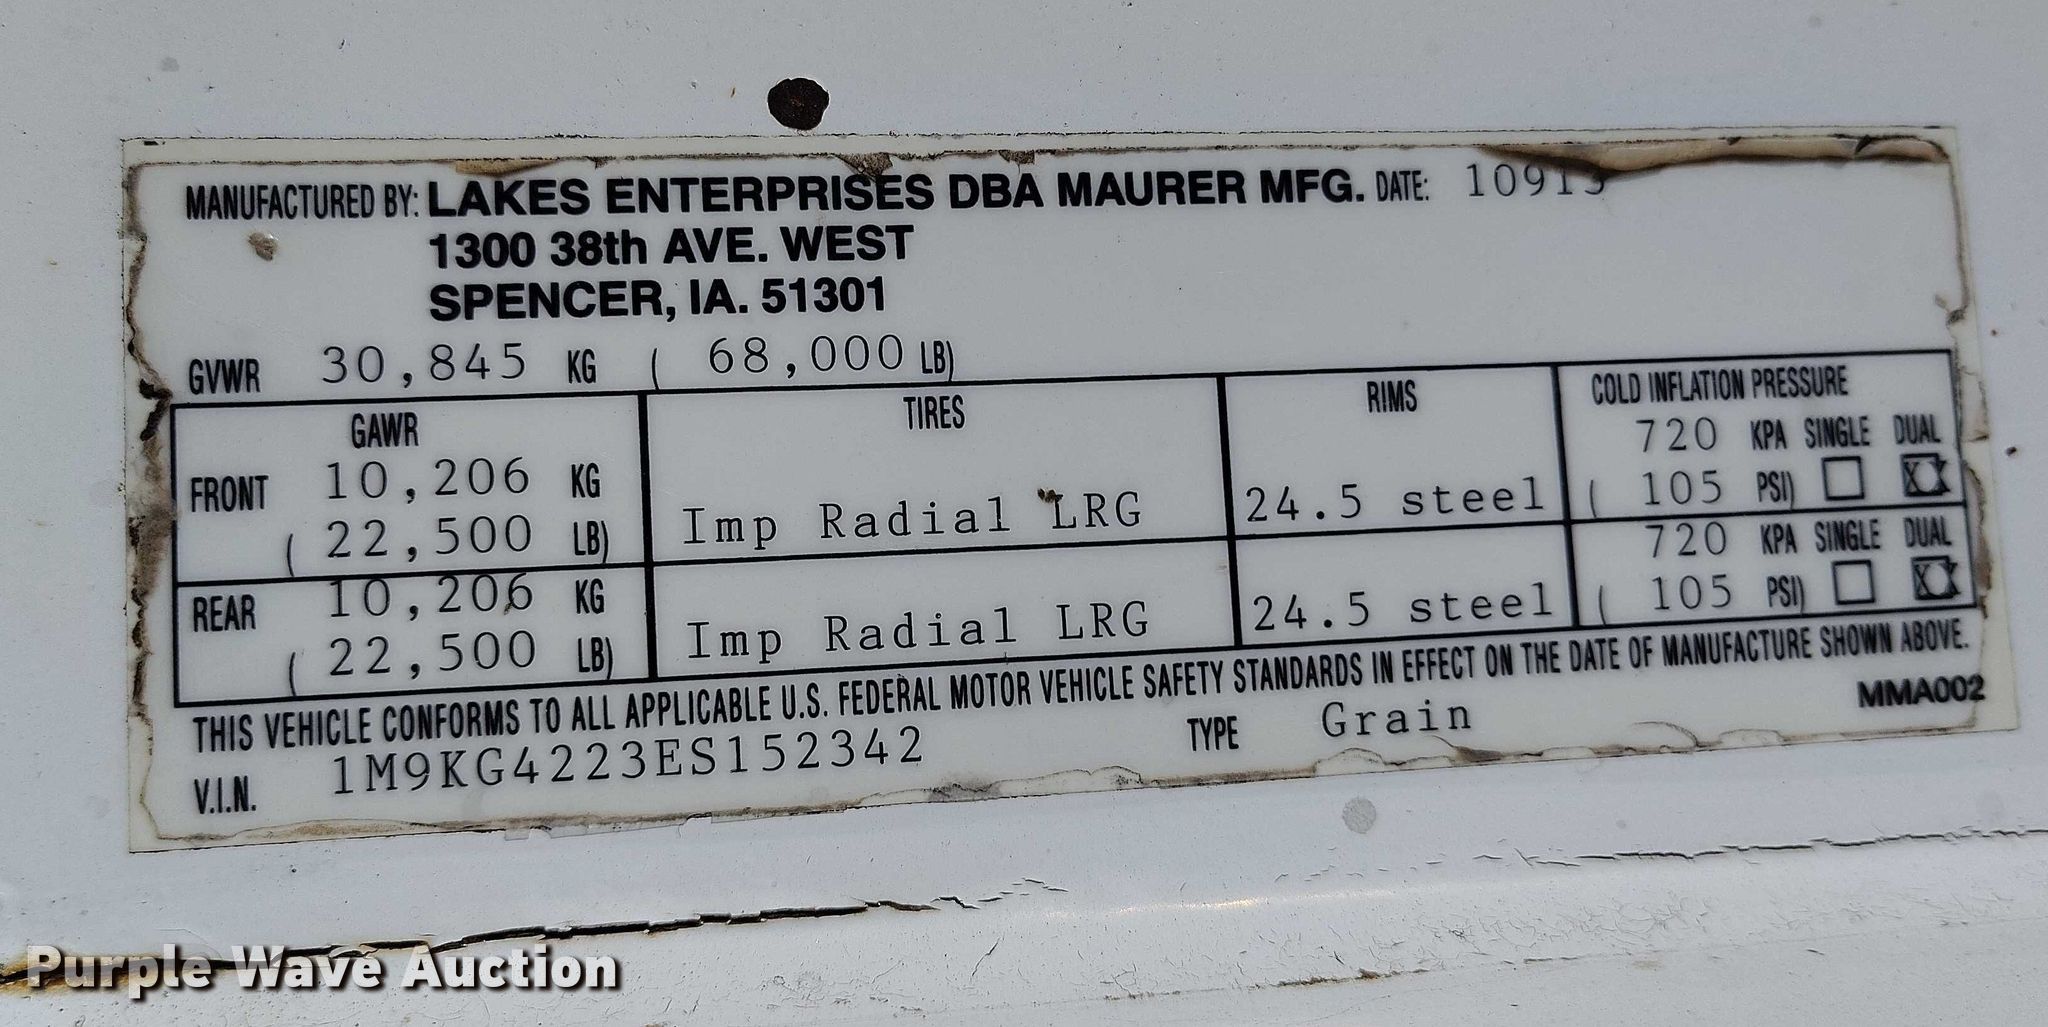 MANUFACTURED BY: LAKES ENTERPRISES DBA MAURER MFG. DATE: 10913
1300 38th AVE. WEST
SPENCER, IA. 51301
GVWR 30,845 KG ( 68,000 LB)
GAWR TIRES RIMS COLD INFLATION PRESSURE
FRONT 10,206 KG 720 KPA SINGLE DUAL
( 22,500 LB) Imp Radial LRG 24.5 steel ( 105 PSI) XX
REAR 10,206 KG 720 KPA SINGLE DUAL
( 22,500 LB) Imp Radial LRG 24.5 steel ( 105 PSI) XX
THIS VEHICLE CONFORMS TO ALL APPLICABLE U.S. FEDERAL MOTOR VEHICLE SAFETY STANDARDS IN EFFECT ON THE DATE OF MANUFACTURE SHOWN ABOVE.
V.I.N. 1M9KG4223ES152342 TYPE Grain MMA002
Purple Wave Auction